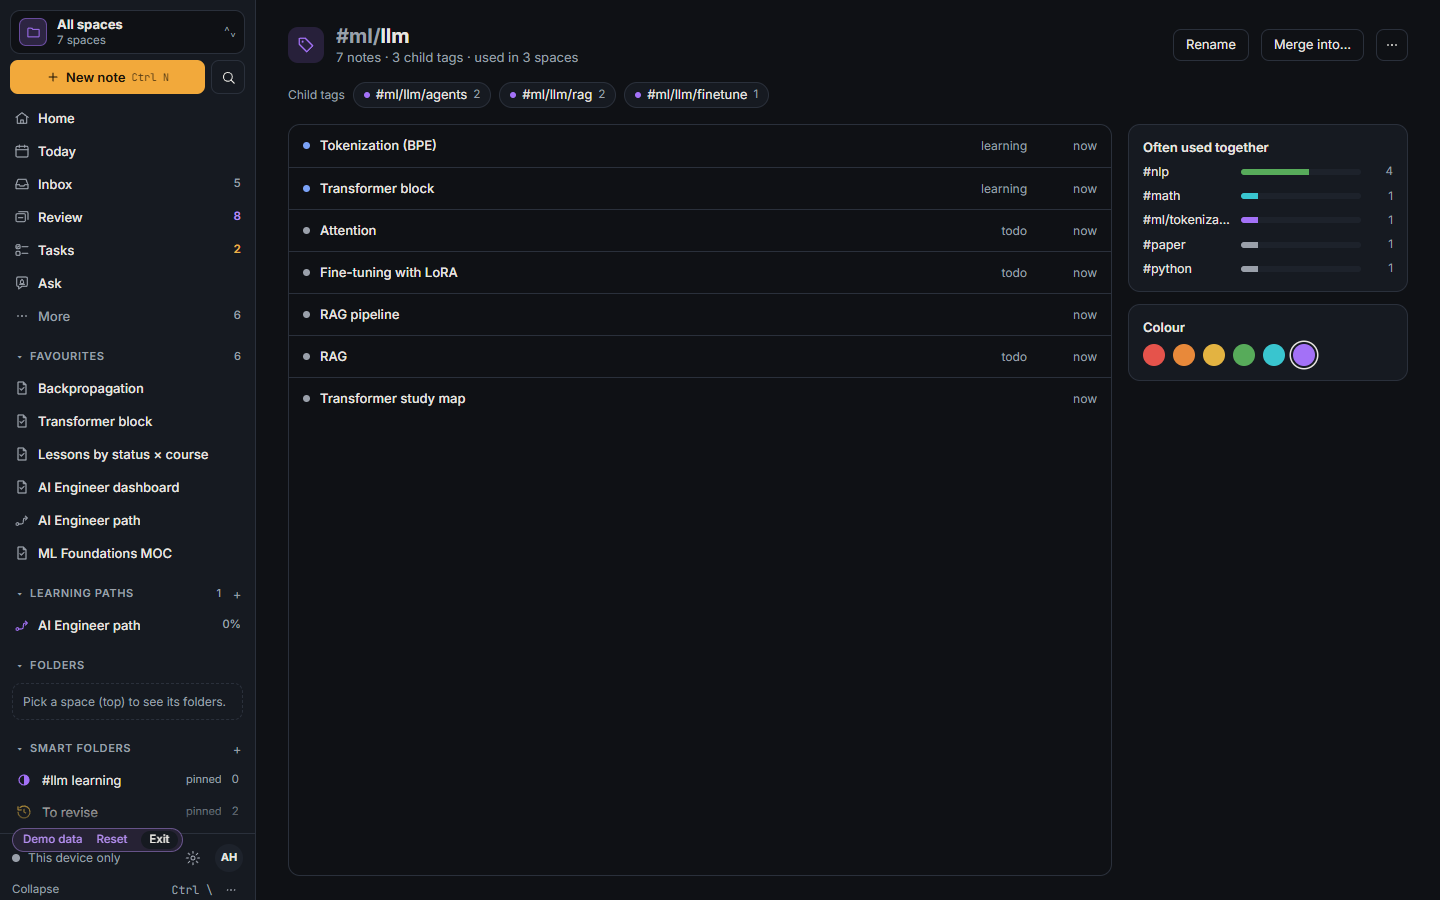 All spaces
7 spaces
+ New note Ctrl N
Home
Today
Inbox 5
Review 8
Tasks 2
Ask
More 6
FAVOURITES 6
Backpropagation
Transformer block
Lessons by status × course
AI Engineer dashboard
AI Engineer path
ML Foundations MOC
LEARNING PATHS 1 +
AI Engineer path 0%
FOLDERS
Pick a space (top) to see its folders.
SMART FOLDERS +
#llm learning pinned 0
To revise pinned 2
Demo data Reset Exit
This device only AH
Collapse Ctrl \ ...
#ml/llm
7 notes · 3 child tags · used in 3 spaces
Rename Merge into... ...
Child tags #ml/llm/agents 2 #ml/llm/rag 2 #ml/llm/finetune 1
Tokenization (BPE) learning now
Transformer block learning now
Attention todo now
Fine-tuning with LoRA todo now
RAG pipeline now
RAG todo now
Transformer study map now
Often used together
#nlp 4
#math 1
#ml/tokeniza... 1
#paper 1
#python 1
Colour